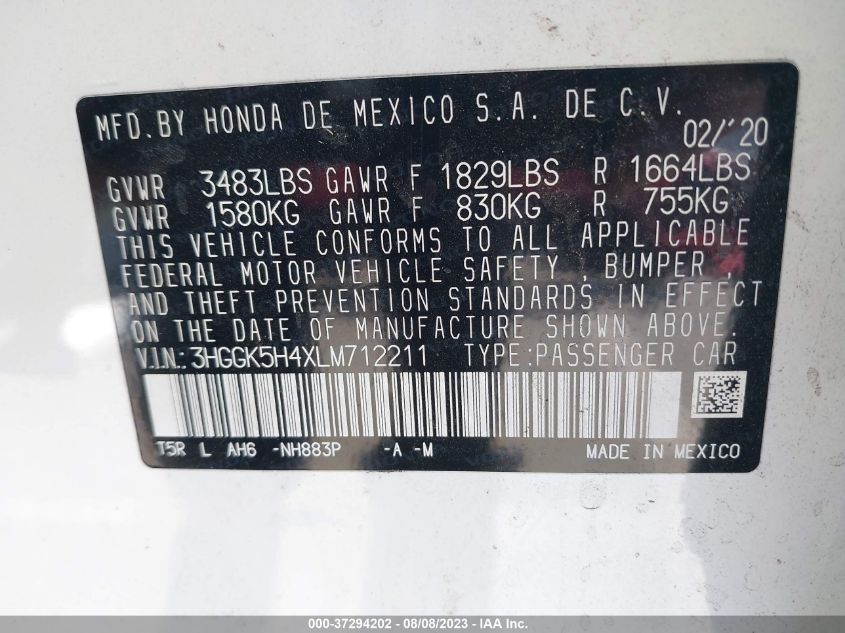 MFD. BY HONDA DE MEXICO S.A. DE C.V.
02/'20
GVWR 3483LBS GAWR F 1829LBS R 1664LBS
GVWR 1580KG GAWR F 830KG R 755KG
THIS VEHICLE CONFORMS TO ALL APPLICABLE
FEDERAL MOTOR VEHICLE SAFETY , BUMPER ,
AND THEFT PREVENTION STANDARDS IN EFFECT
ON THE DATE OF MANUFACTURE SHOWN ABOVE.
V.I.N.: 3HGGK5H4XLM712211 TYPE:PASSENGER CAR
T5R L AH6 -NH883P -A -M MADE IN MEXICO
000-37294202 - 08/08/2023 - IAA Inc.